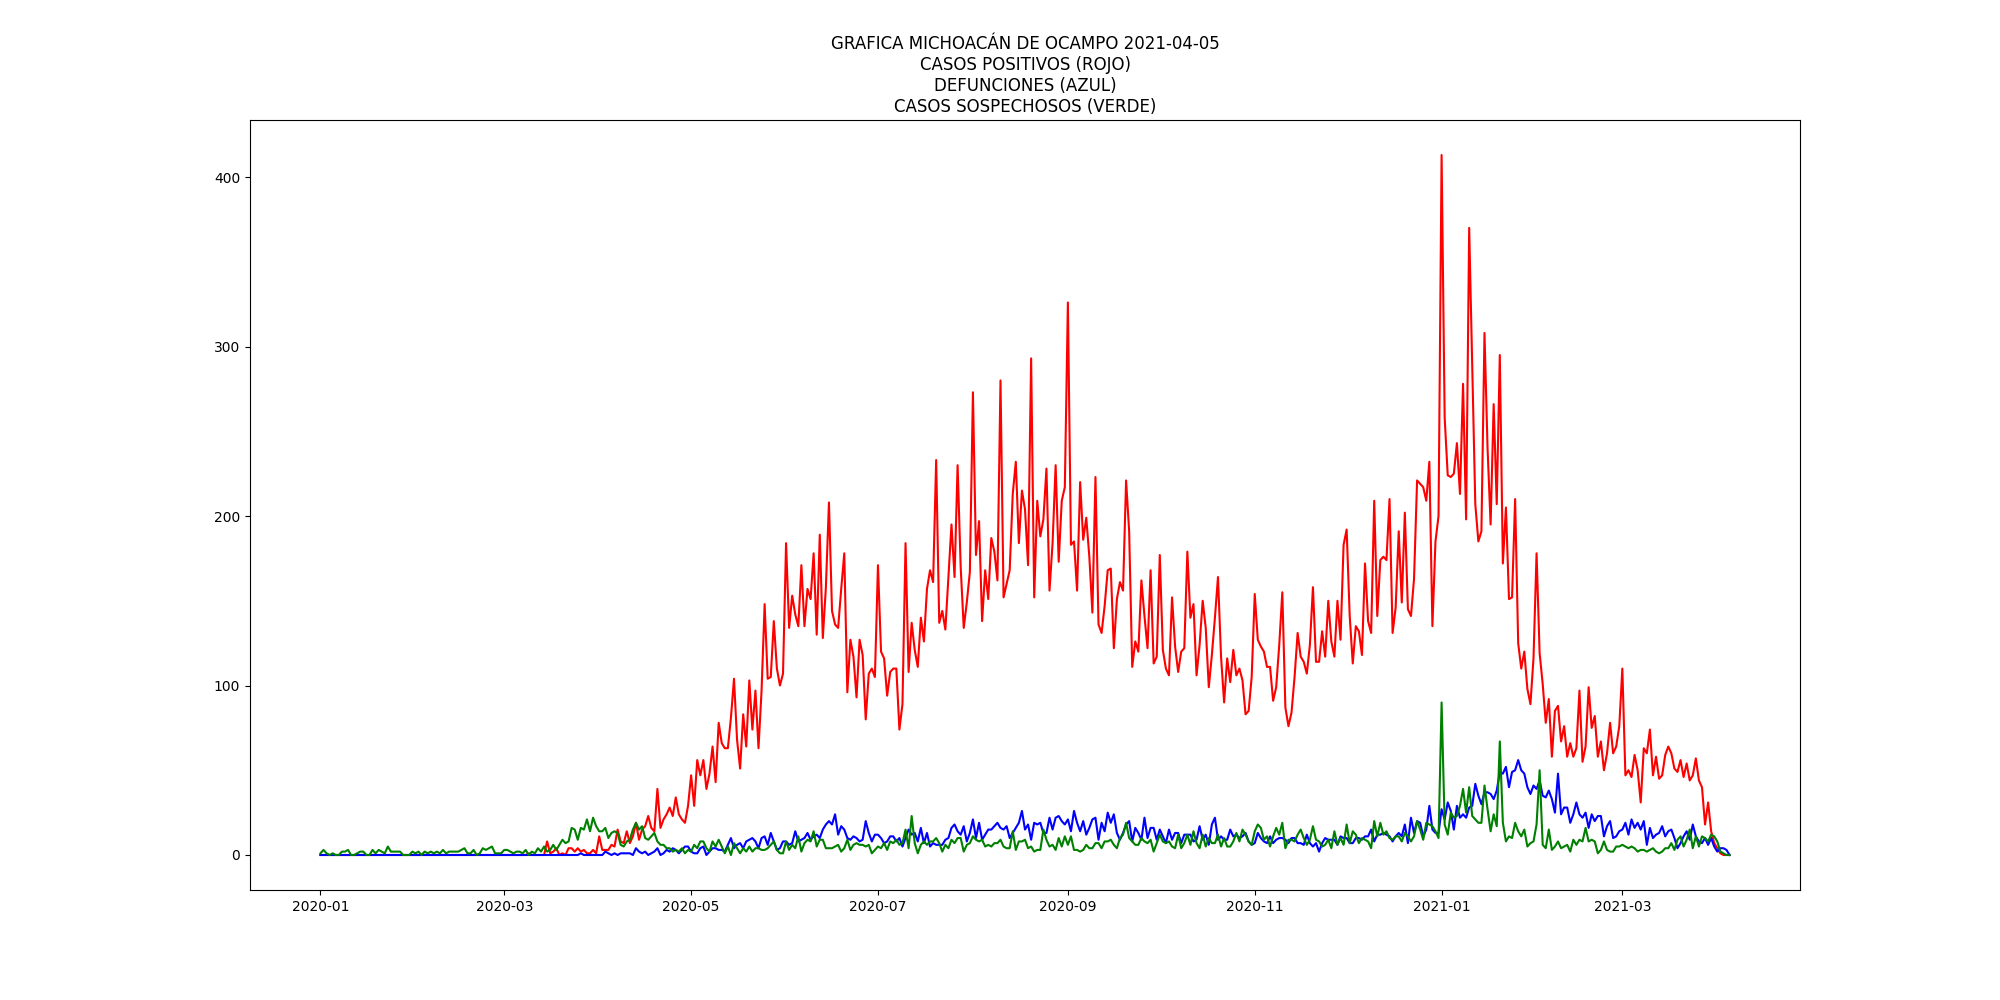 GRAFICA MICHOACÁN DE OCAMPO 2021-04-05
CASOS POSITIVOS (ROJO)
DEFUNCIONES (AZUL)
CASOS SOSPECHOSOS (VERDE)
400
300
200
100
0
2020-01 2020-03 2020-05 2020-07 2020-09 2020-11 2021-01 2021-03